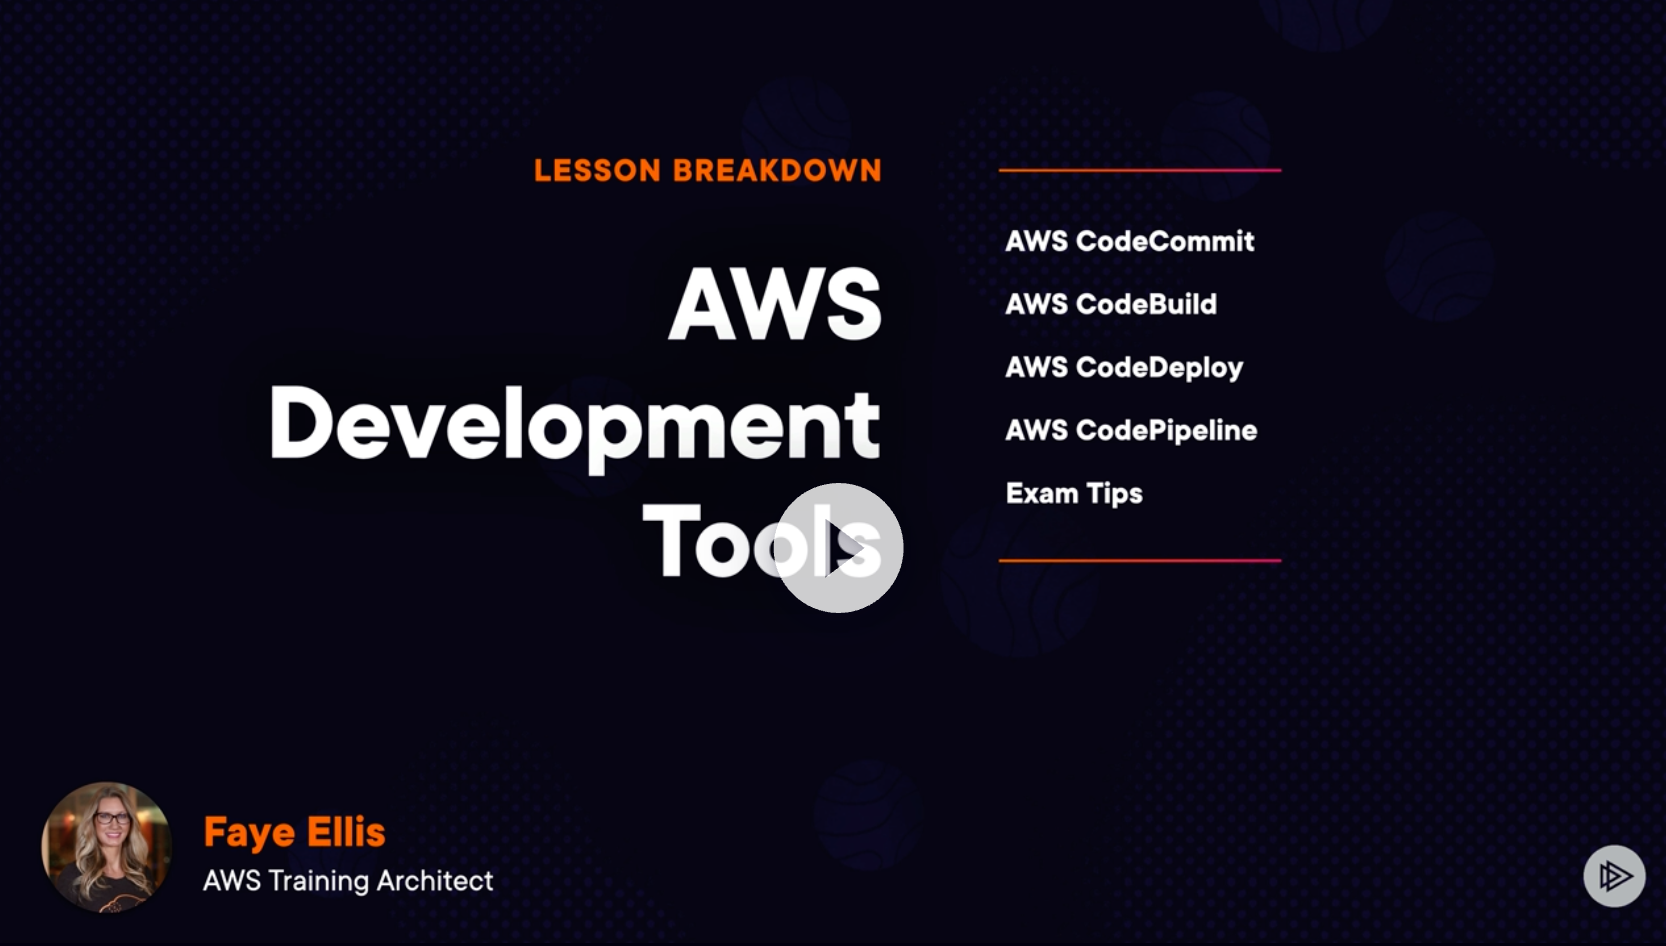 LESSON BREAKDOWN
AWS
Development
Tools
AWS CodeCommit
AWS CodeBuild
AWS CodeDeploy
AWS CodePipeline
Exam Tips
Faye Ellis
AWS Training Architect